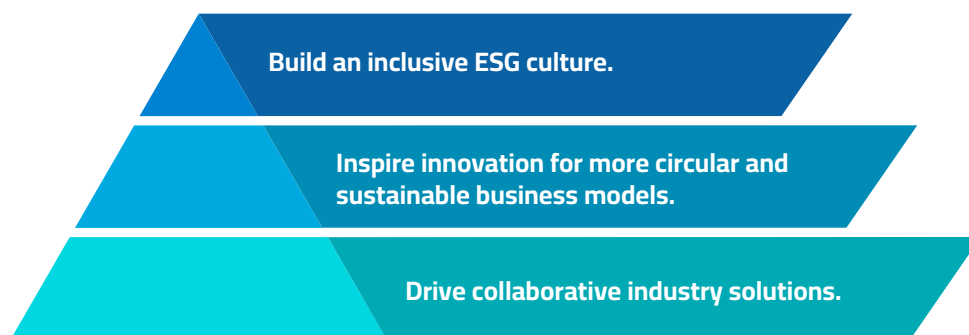 Build an inclusive ESG culture.
Inspire innovation for more circular and
sustainable business models.
Drive collaborative industry solutions.